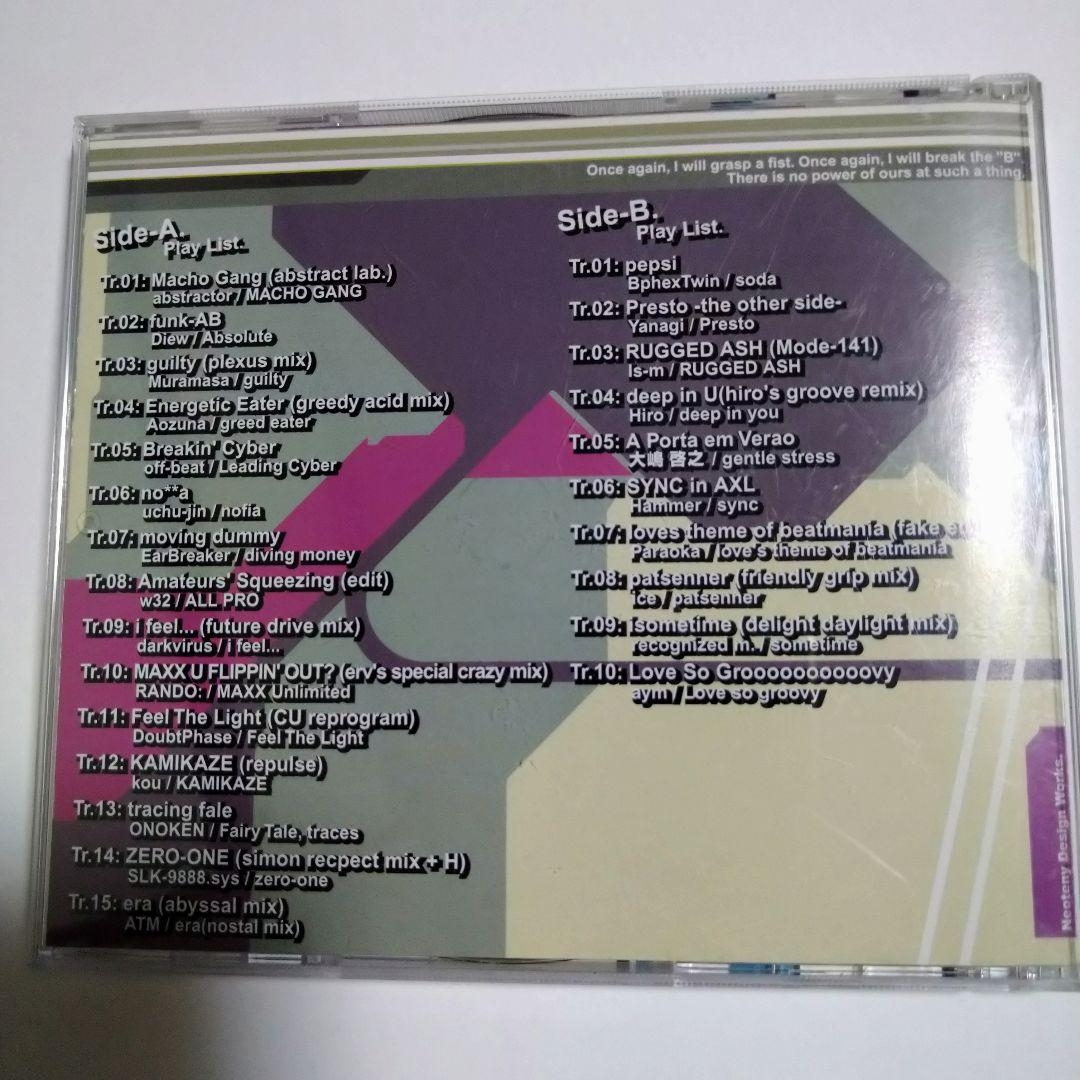 Once again, I will grasp a fist. Once again, I will break the "B".
There is no power of ours at such a thing.
Side-A.
Play List.
Tr.01: Macho Gang (abstract lab.)
abstractor / MACHO GANG
Tr.02: funk-AB
Diew / Absolute
Tr.03: guilty (plexus mix)
Muramasa / guilty
Tr.04: Energetic Eater (greedy acid mix)
Aozuna / greed eater
Tr.05: Breakin' Cyber
off-beat / Leading Cyber
Tr.06: no**a
uchu-jin / nofia
Tr.07: moving dummy
EarBreaker / diving money
Tr.08: Amateurs' Squeezing (edit)
w32 / ALL PRO
Tr.09: i feel... (future drive mix)
darkvirus / i feel...
Tr.10: MAXX U FLIPPIN' OUT? (erv's special crazy mix)
RANDO: / MAXX Unlimited
Tr.11: Feel The Light (CU reprogram)
DoubtPhase / Feel The Light
Tr.12: KAMIKAZE (repulse)
kou / KAMIKAZE
Tr.13: tracing fale
ONOKEN / Fairy Tale, traces
Tr.14: ZERO-ONE (simon recpect mix + H)
SLK-9888.sys / zero-one
Tr.15: era (abyssal mix)
ATM / era(nostal mix)
Side-B.
Play List.
Tr.01: pepsi
BphexTwin / soda
Tr.02: Presto -the other side-
Yanagi / Presto
Tr.03: RUGGED ASH (Mode-141)
Is-m / RUGGED ASH
Tr.04: deep in U(hiro's groove remix)
Hiro / deep in you
Tr.05: A Porta em Verao
大嶋 啓之 / gentle stress
Tr.06: SYNC in AXL
Hammer / sync
Tr.07: loves theme of beatmania (fake
Paraoka / love's theme of beatmania
Tr.08: patsenner (friendly grip mix)
ice / patsenner
Tr.09: isometime (delight daylight mix)
recognized m. / sometime
Tr.10: Love So Grooooooooooovy
aym / Love so groovy
Neoteny Design Works.